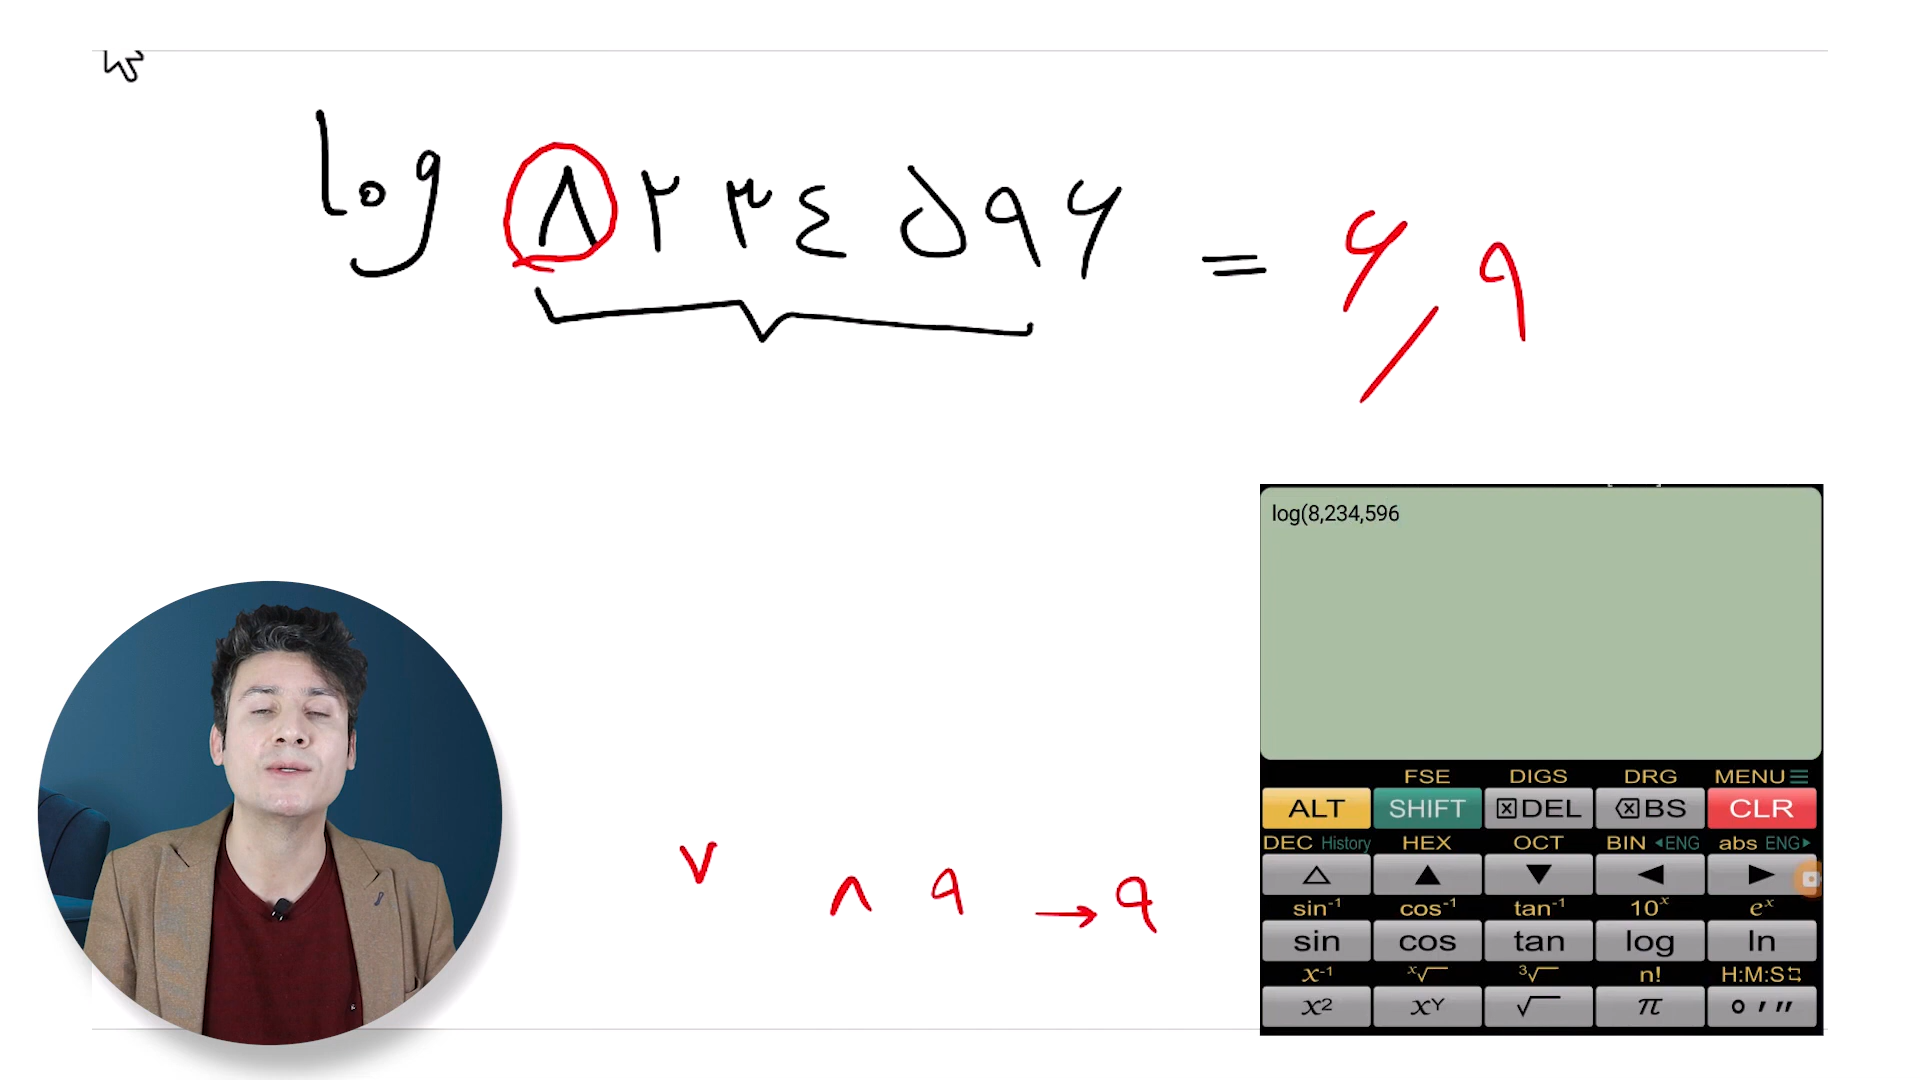 log ۸۲۳٤۵۹۶ = ۶,۹
log(8,234,596
۷ ۸ ۹ → ۹
FSE DIGS DRG MENU
ALT SHIFT DEL BS CLR
DEC History HEX OCT BIN ◂ENG abs ENG▸
△ ▲ ▼ ◀ ▶
sin⁻¹ cos⁻¹ tan⁻¹ 10ˣ eˣ
sin cos tan log ln
x⁻¹ ˣ√ ³√ n! H:M:S
x² xʸ √ π ° ′ ″